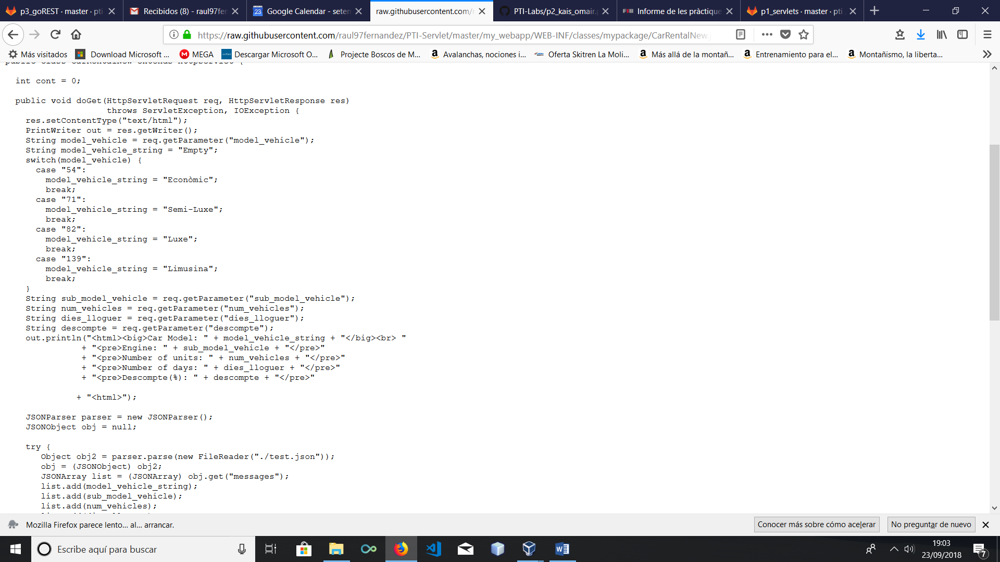 p3_goREST · master · pti
Recibidos (8) - raul97fer
Google Calendar - seten
raw.githubusercontent.com/r
PTI-Labs/p2_kais_omair.
Informe de les pràctique
p1_servlets · master · pti
https://raw.githubusercontent.com/raul97fernandez/PTI-Servlet/master/my_webapp/WEB-INF/classes/mypackage/CarRentalNew.
Más visitados
Download Microsoft ...
MEGA
Descargar Microsoft O...
Projecte Boscos de M...
Avalanchas, nociones i...
Oferta Skitren La Moli...
Más allá de la montañ...
Entrenamiento para el...
Montañismo, la liberta...
public class CarRentalNew extends HttpServlet {
int cont = 0;
public void doGet(HttpServletRequest req, HttpServletResponse res)
throws ServletException, IOException {
res.setContentType("text/html");
PrintWriter out = res.getWriter();
String model_vehicle = req.getParameter("model_vehicle");
String model_vehicle_string = "Empty";
switch(model_vehicle) {
case "54":
model_vehicle_string = "Econòmic";
break;
case "71":
model_vehicle_string = "Semi-Luxe";
break;
case "82":
model_vehicle_string = "Luxe";
break;
case "139":
model_vehicle_string = "Limusina";
break;
}
String sub_model_vehicle = req.getParameter("sub_model_vehicle");
String num_vehicles = req.getParameter("num_vehicles");
String dies_lloguer = req.getParameter("dies_lloguer");
String descompte = req.getParameter("descompte");
out.println("<html><big>Car Model: " + model_vehicle_string + "</big><br> "
+ "<pre>Engine: " + sub_model_vehicle + "</pre>"
+ "<pre>Number of units: " + num_vehicles + "</pre>"
+ "<pre>Number of days: " + dies_lloguer + "</pre>"
+ "<pre>Descompte(%): " + descompte + "</pre>"
+ "<html>");
JSONParser parser = new JSONParser();
JSONObject obj = null;
try {
Object obj2 = parser.parse(new FileReader("./test.json"));
obj = (JSONObject) obj2;
JSONArray list = (JSONArray) obj.get("messages");
list.add(model_vehicle_string);
list.add(sub_model_vehicle);
list.add(num_vehicles);
Mozilla Firefox parece lento... al... arrancar.
Conocer más sobre cómo acelerar
No preguntar de nuevo
Escribe aquí para buscar
19:03
23/09/2018
7